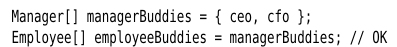 Manager[] managerBuddies = { ceo, cfo };
Employee[] employeeBuddies = managerBuddies; // OK